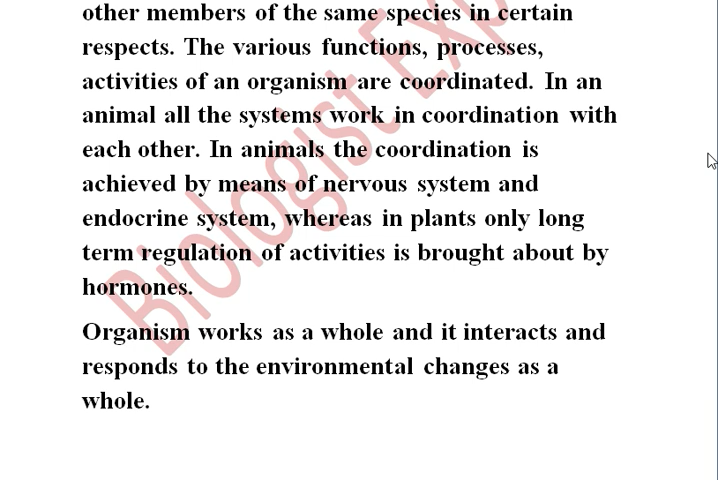 other members of the same species in certain
respects. The various functions, processes,
activities of an organism are coordinated. In an
animal all the systems work in coordination with
each other. In animals the coordination is
achieved by means of nervous system and
endocrine system, whereas in plants only long
term regulation of activities is brought about by
hormones.
Organism works as a whole and it interacts and
responds to the environmental changes as a
whole.
Biologist